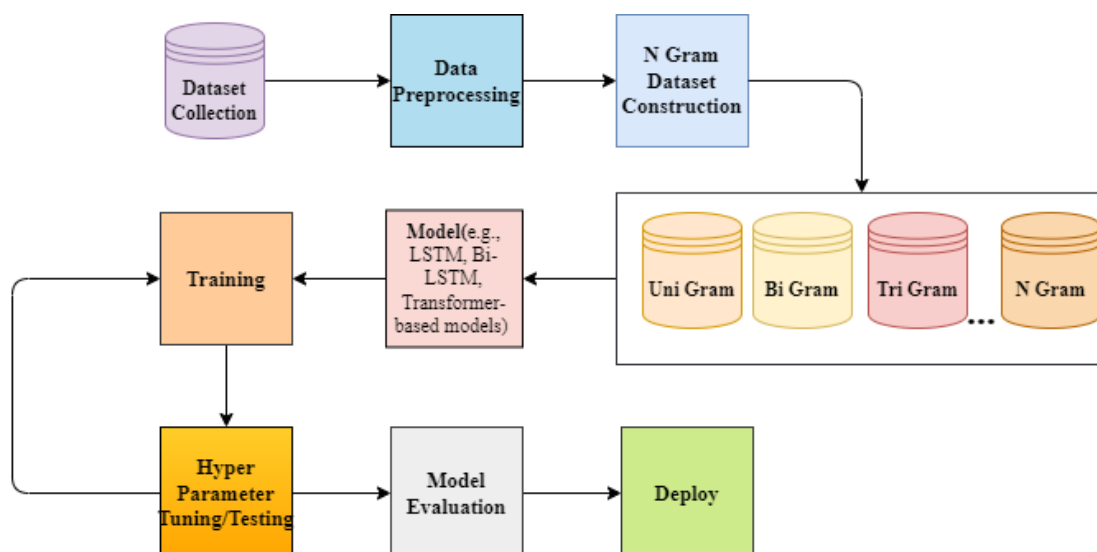 Dataset
Collection
Data
Preprocessing
N Gram
Dataset
Construction
Uni Gram
Bi Gram
Tri Gram
...
N Gram
Model(e.g.,
LSTM, Bi-
LSTM,
Transformer-
based models)
Training
Hyper
Parameter
Tuning/Testing
Model
Evaluation
Deploy